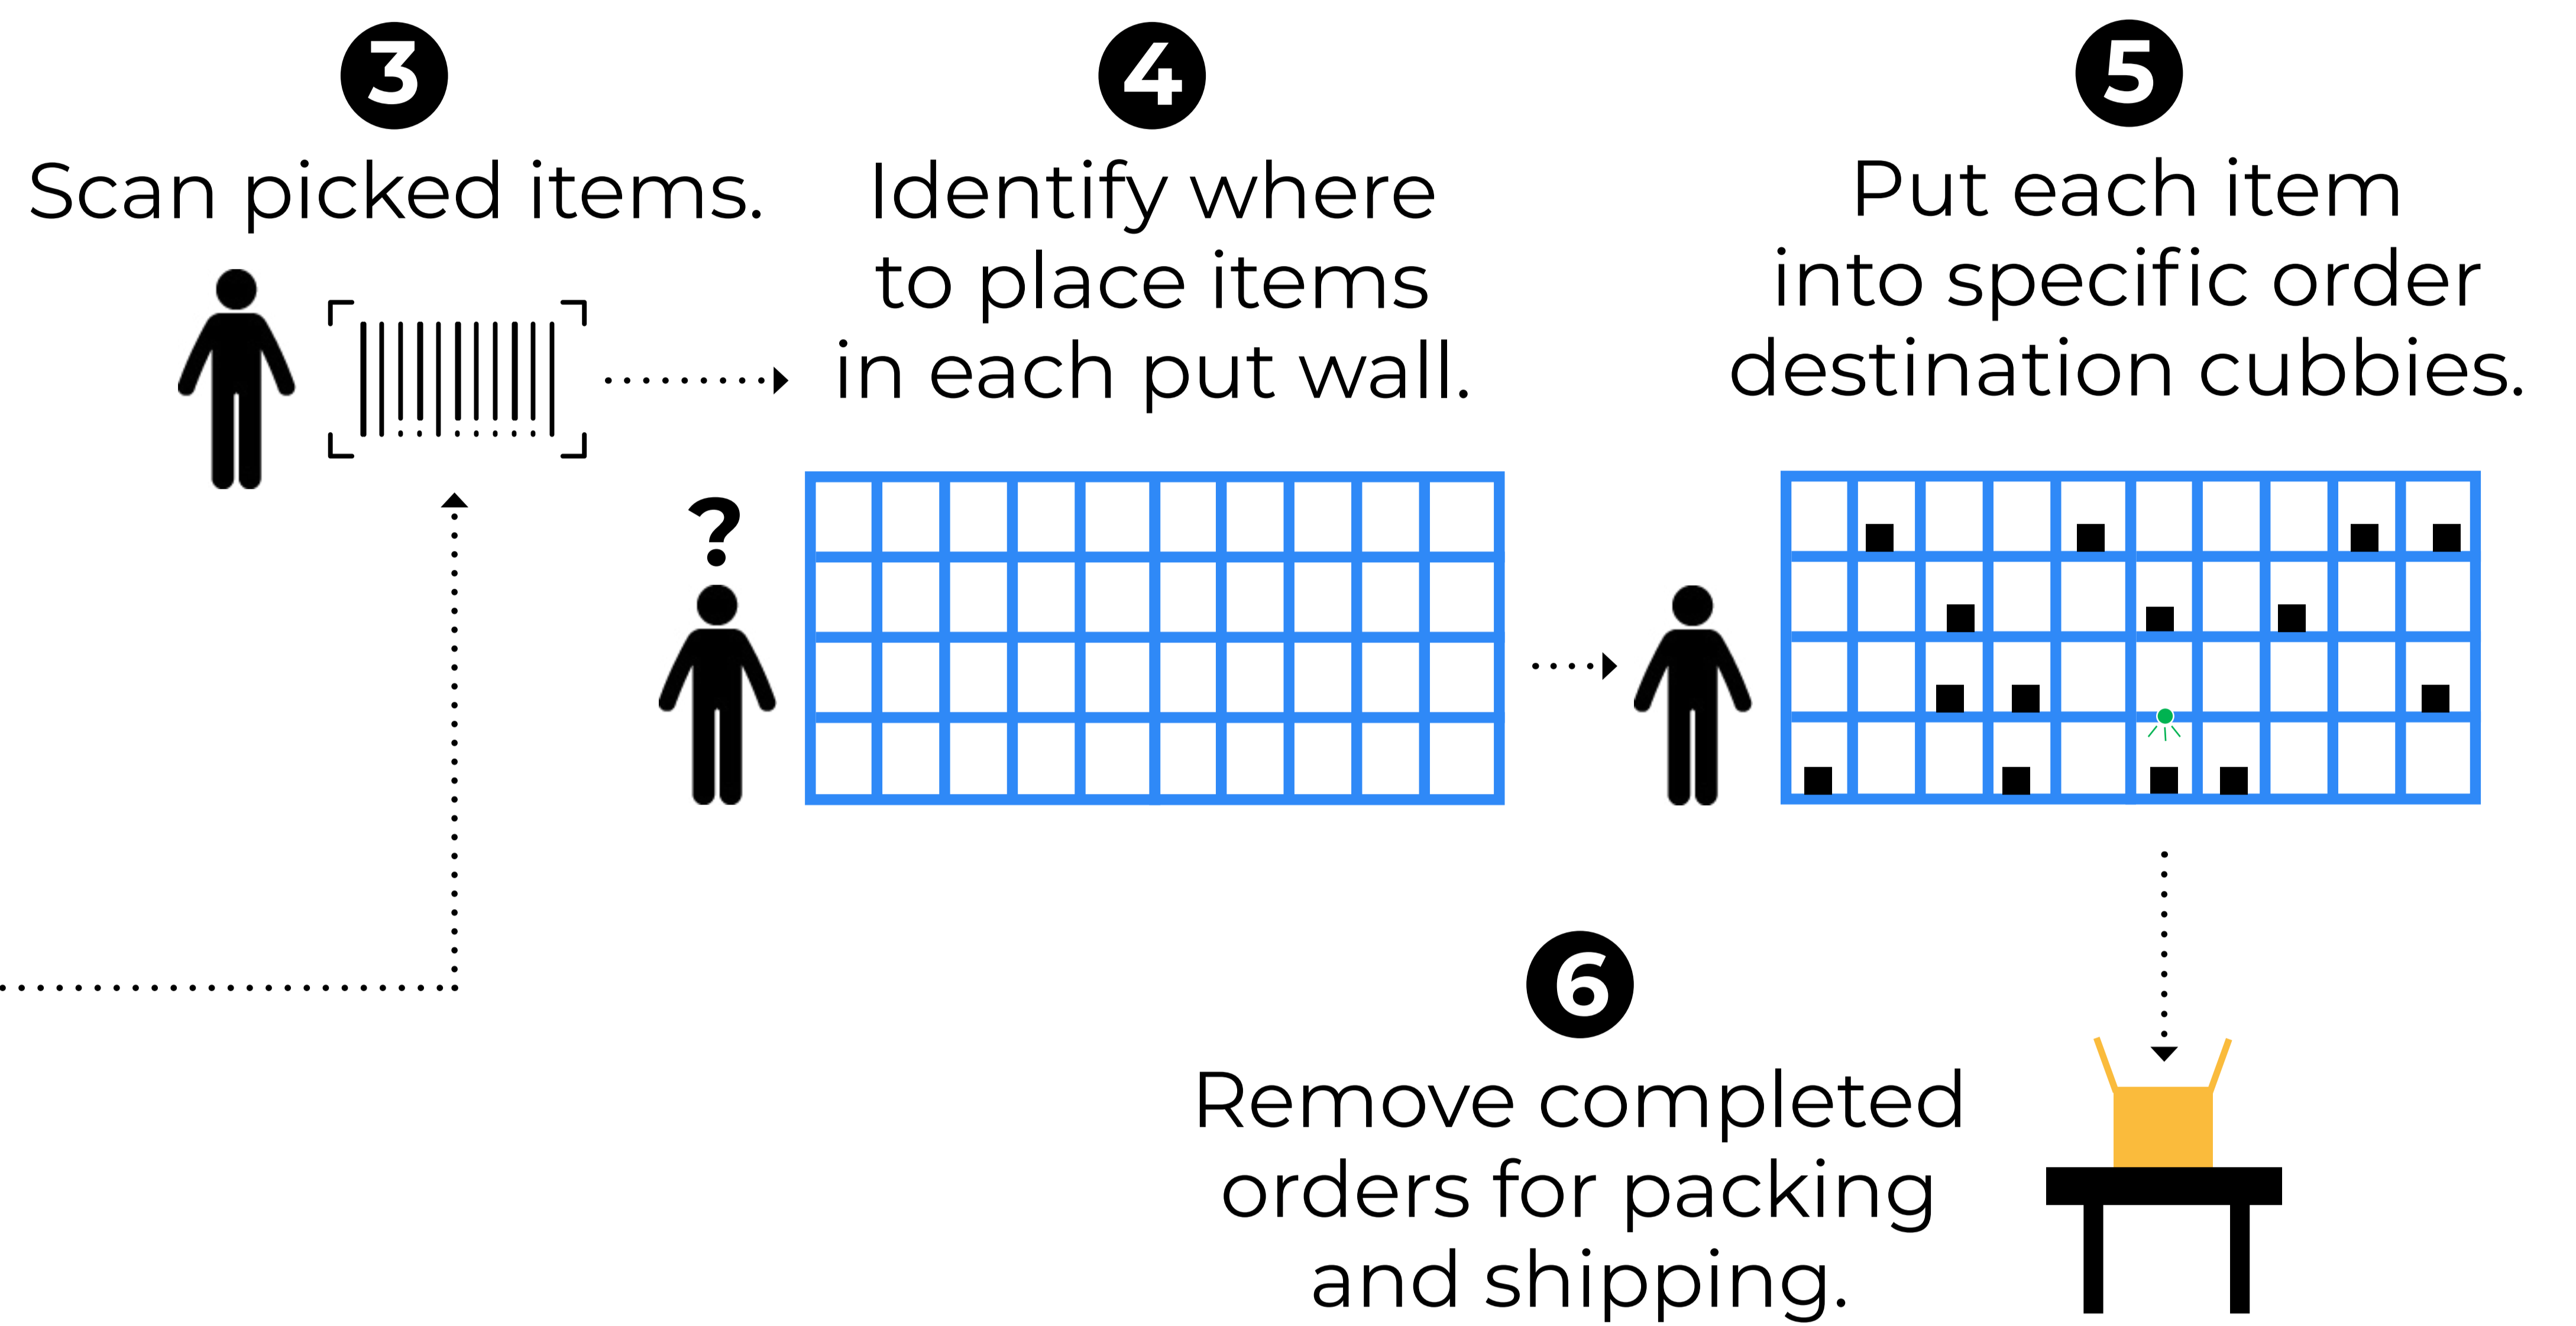 3
Scan picked items.
4
Identify where
to place items
in each put wall.
?
5
Put each item
into specific order
destination cubbies.
6
Remove completed
orders for packing
and shipping.